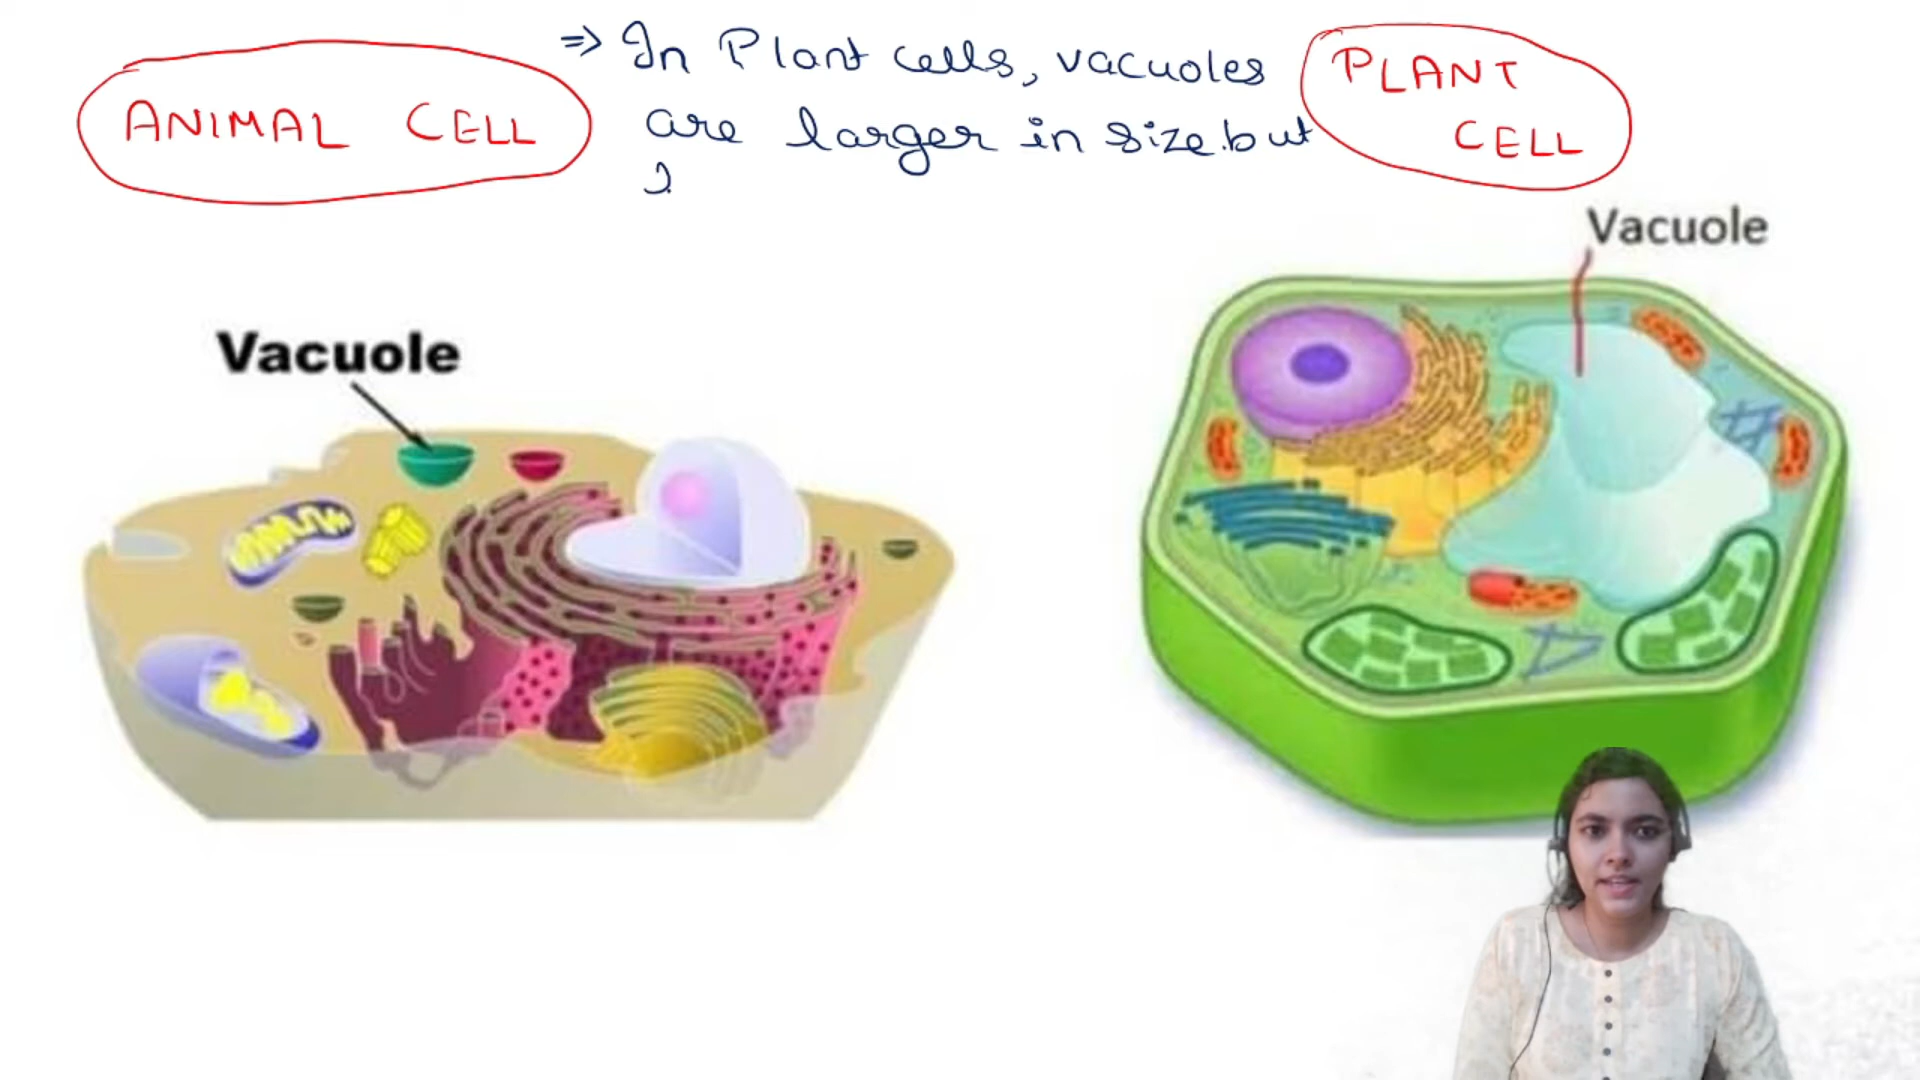 ANIMAL CELL
⇒ In Plant cells, vacuoles
are larger in size.but
PLANT
CELL
Vacuole
Vacuole